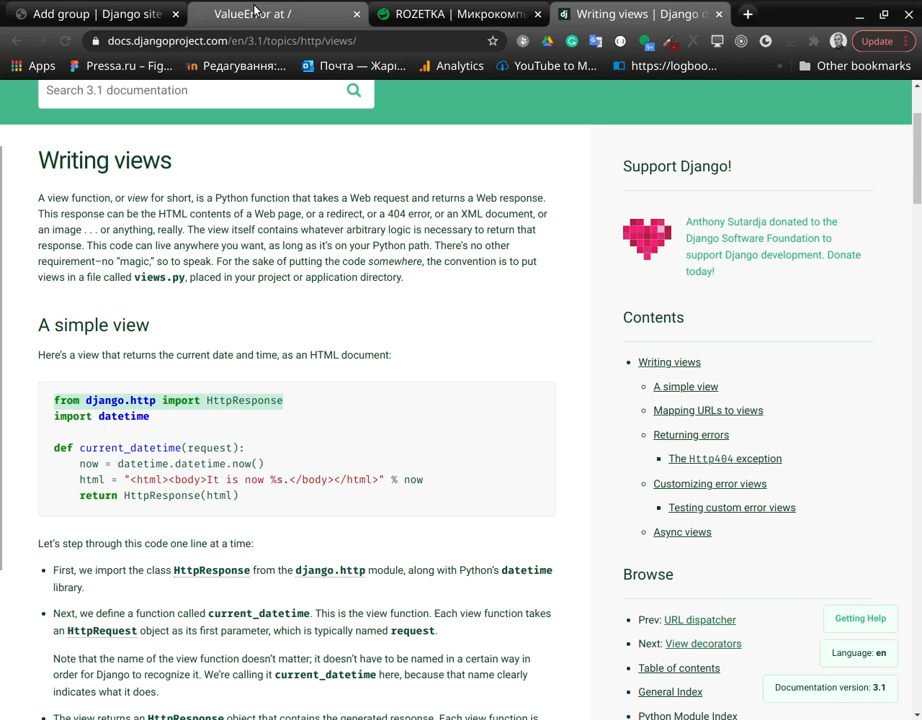 Add group | Django site
ValueError at /
ROZETKA | Микрокомпь
Writing views | Django d
docs.djangoproject.com/en/3.1/topics/http/views/
Update
Apps
Pressa.ru – Fig...
Редагування:...
Почта — Жарі...
Analytics
YouTube to M...
https://logboo...
»
Other bookmarks
Search 3.1 documentation
Writing views
A view function, or view for short, is a Python function that takes a Web request and returns a Web response.
This response can be the HTML contents of a Web page, or a redirect, or a 404 error, or an XML document, or
an image . . . or anything, really. The view itself contains whatever arbitrary logic is necessary to return that
response. This code can live anywhere you want, as long as it's on your Python path. There's no other
requirement–no "magic," so to speak. For the sake of putting the code somewhere, the convention is to put
views in a file called views.py, placed in your project or application directory.
A simple view
Here's a view that returns the current date and time, as an HTML document:
from django.http import HttpResponse
import datetime
def current_datetime(request):
now = datetime.datetime.now()
html = "<html><body>It is now %s.</body></html>" % now
return HttpResponse(html)
Let's step through this code one line at a time:
• First, we import the class HttpResponse from the django.http module, along with Python's datetime
library.
• Next, we define a function called current_datetime. This is the view function. Each view function takes
an HttpRequest object as its first parameter, which is typically named request.
Note that the name of the view function doesn't matter; it doesn't have to be named in a certain way in
order for Django to recognize it. We're calling it current_datetime here, because that name clearly
indicates what it does.
• The view returns an HttpResponse object that contains the generated response. Each view function is
Support Django!
Anthony Sutardja donated to the
Django Software Foundation to
support Django development. Donate
today!
Contents
• Writing views
A simple view
Mapping URLs to views
Returning errors
The Http404 exception
Customizing error views
Testing custom error views
Async views
Browse
• Prev: URL dispatcher
• Next: View decorators
• Table of contents
• General Index
• Python Module Index
Getting Help
Language: en
Documentation version: 3.1